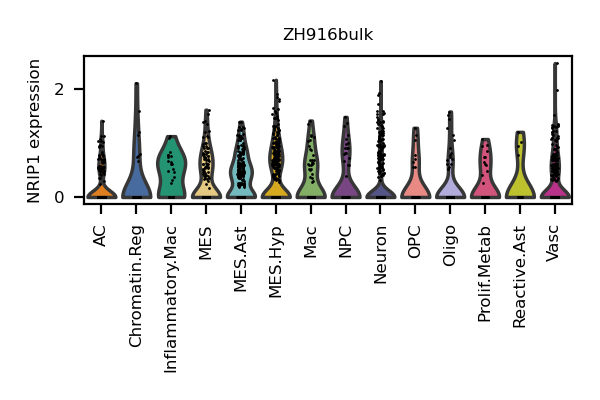 ZH916bulk
NRIP1 expression
2
0
AC
Chromatin.Reg
Inflammatory.Mac
MES
MES.Ast
MES.Hyp
Mac
NPC
Neuron
OPC
Oligo
Prolif.Metab
Reactive.Ast
Vasc